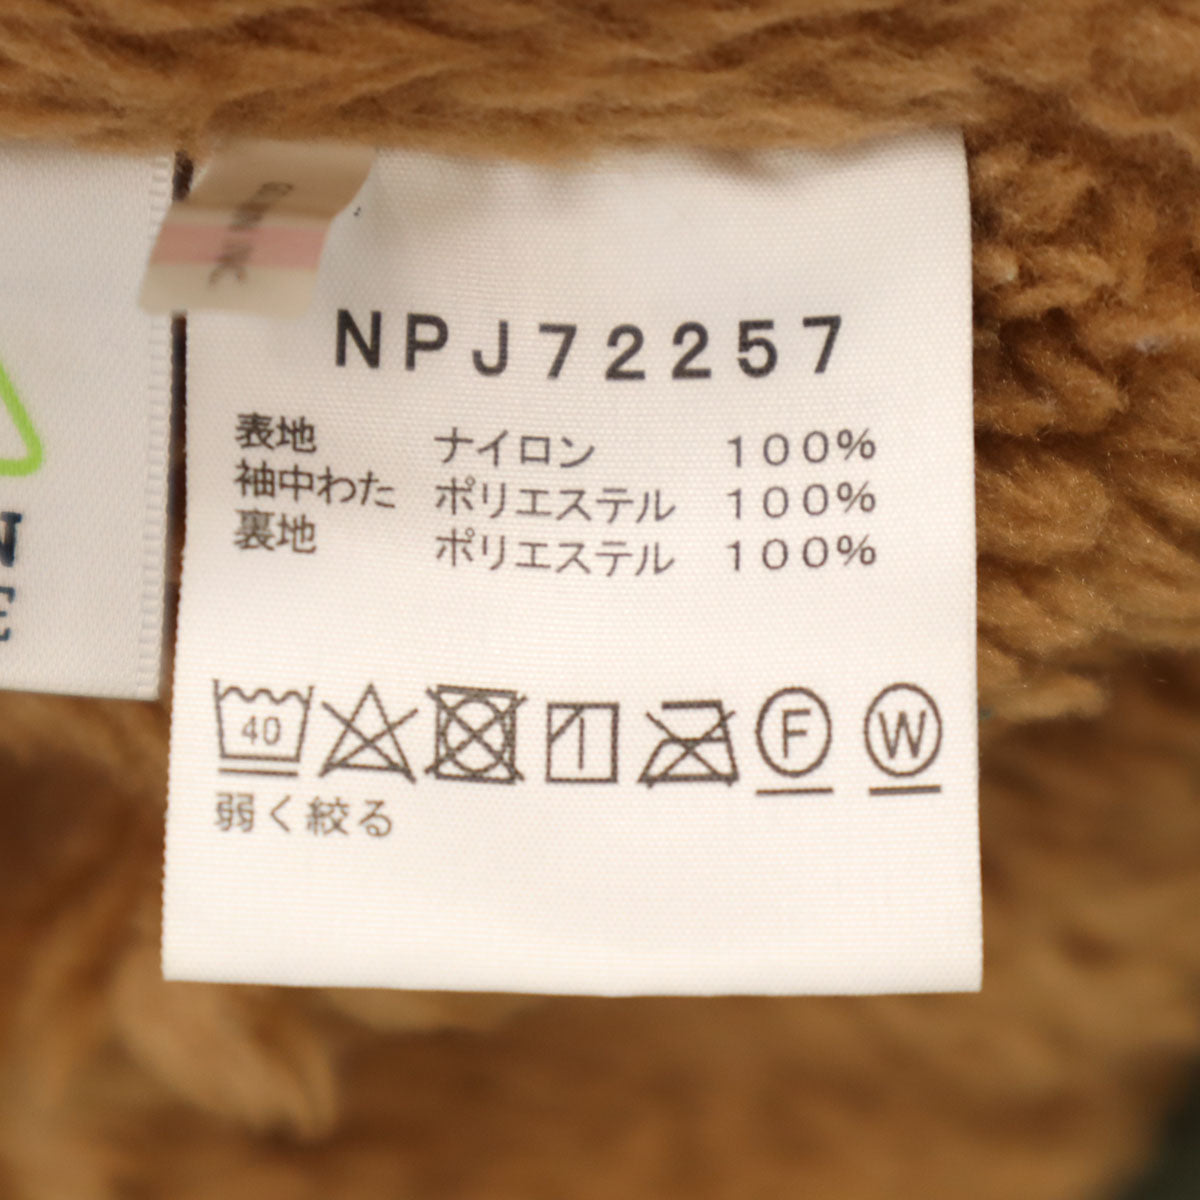 NPJ72257
表地 ナイロン 100%
袖中わた ポリエステル 100%
裏地 ポリエステル 100%
40 F W
弱く絞る
N
E